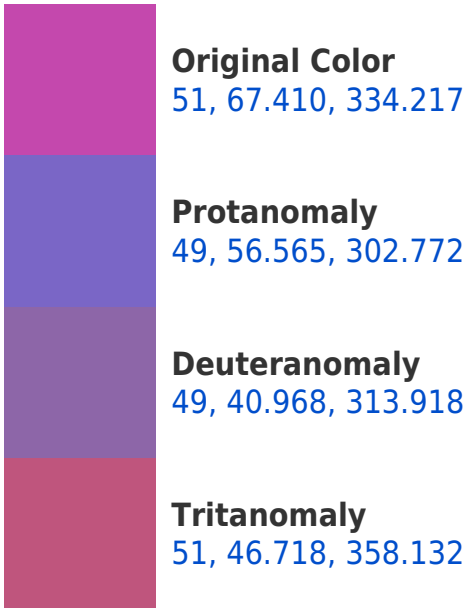 Original Color
51, 67.410, 334.217
Protanomaly
49, 56.565, 302.772
Deuteranomaly
49, 40.968, 313.918
Tritanomaly
51, 46.718, 358.132